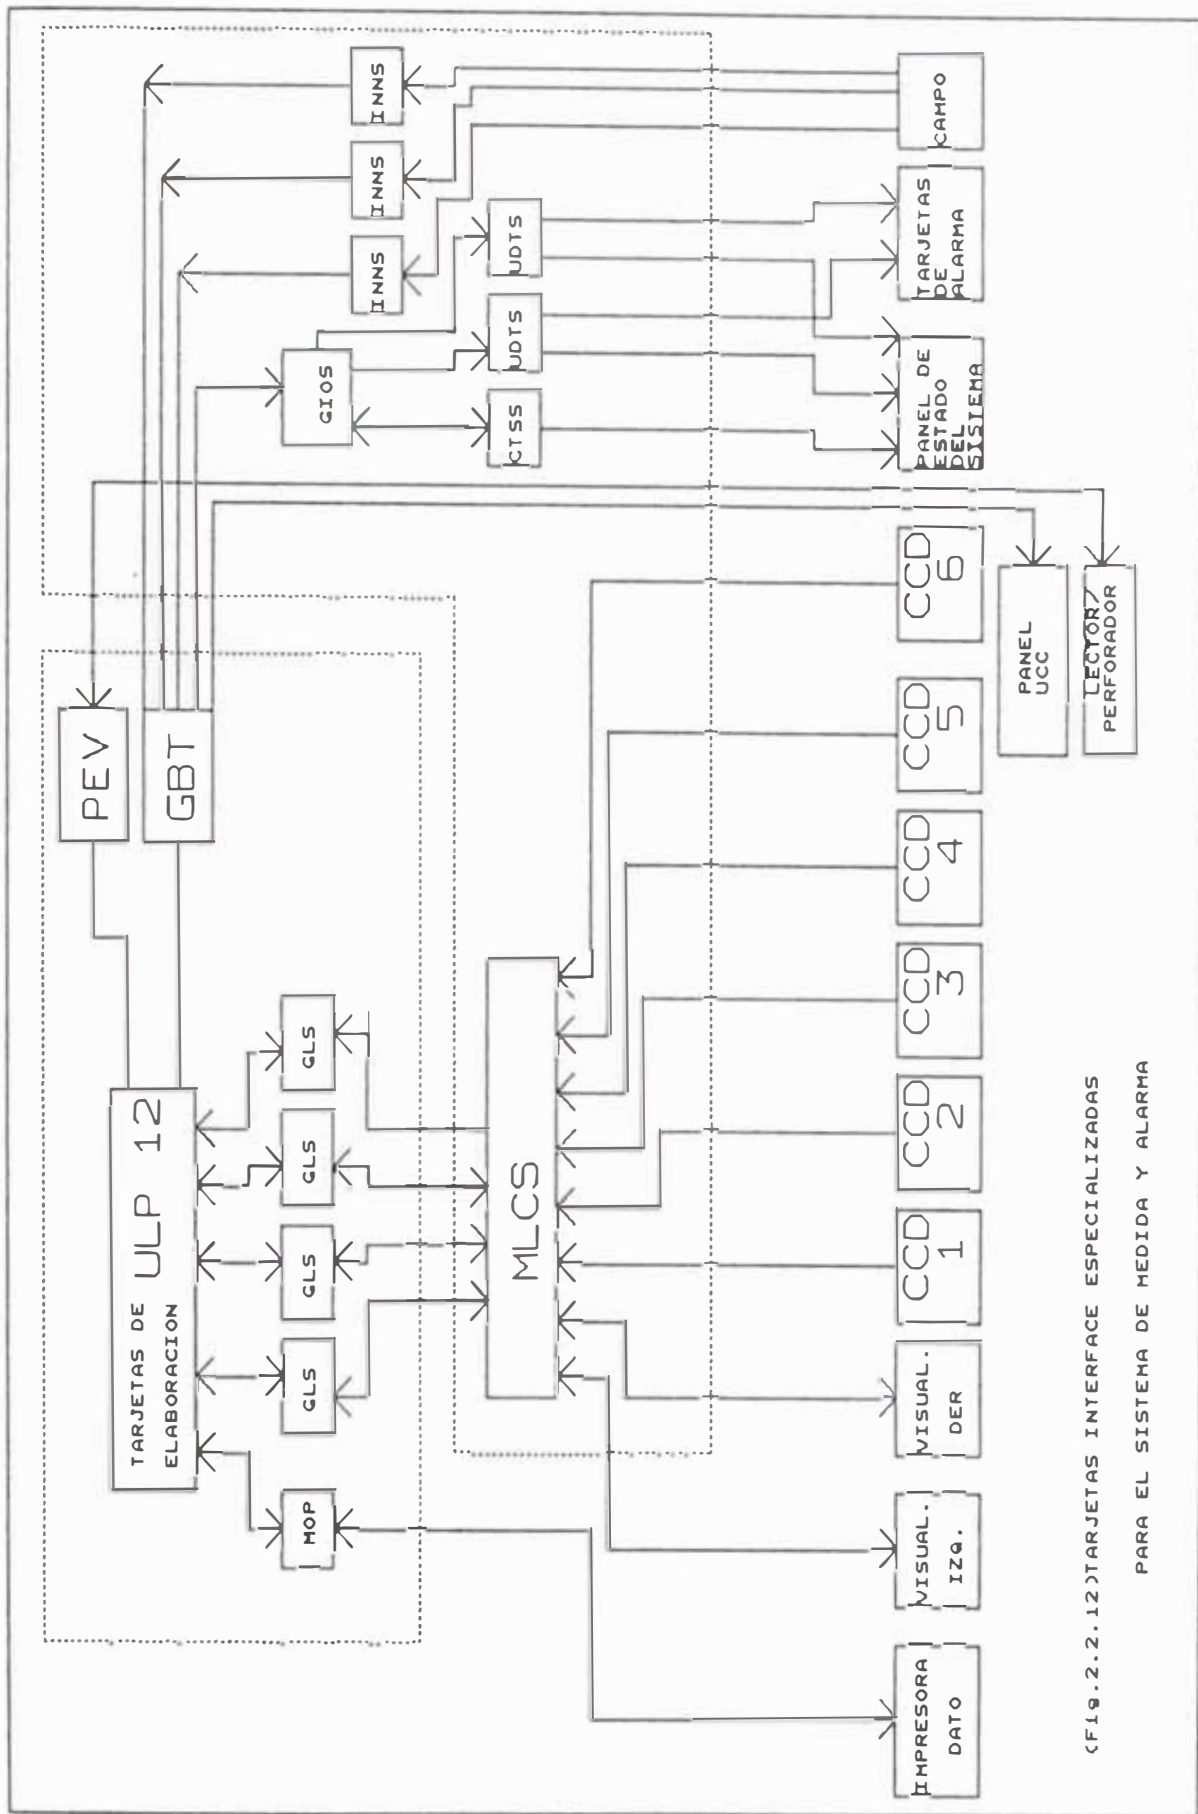 TARJETAS DE
ELABORACION
ULP 12
PEV
GBT
MOP
GLS
GLS
GLS
GLS
GIOS
INNS
INNS
INNS
MLCS
CTSS
UDTS
UDTS
IMPRESORA
DATO
VISUAL.
IZQ.
VISUAL.
DER
CCD
1
CCD
2
CCD
3
CCD
4
CCD
5
CCD
6
PANEL DE
ESTADO
DEL
SISTEMA
TARJETAS
DE
ALARMA
CAMPO
PANEL
UCC
LECTOR/
PERFORADOR
(Fig.2.2.12)TARJETAS INTERFACE ESPECIALIZADAS
PARA EL SISTEMA DE MEDIDA Y ALARMA